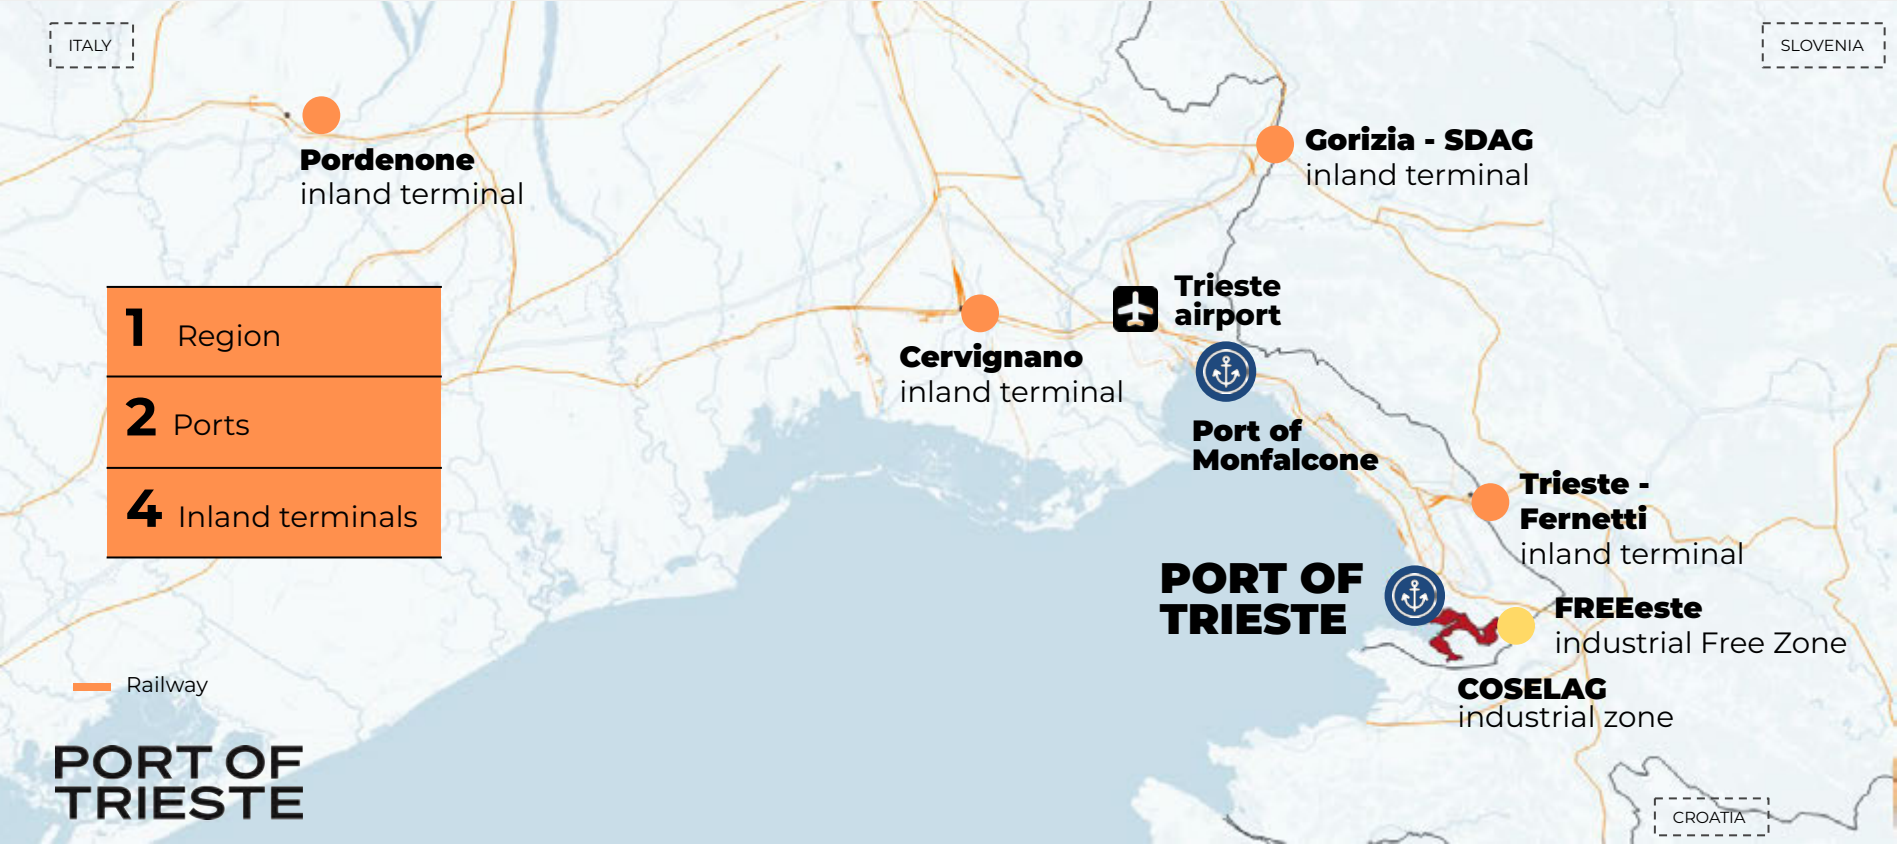 ITALY
SLOVENIA
Pordenone
inland terminal
Gorizia - SDAG
inland terminal
Trieste
airport
Cervignano
inland terminal
Port of
Monfalcone
1 Region
2 Ports
4 Inland terminals
Trieste -
Fernetti
inland terminal
PORT OF
TRIESTE
FREEeste
industrial Free Zone
COSELAG
industrial zone
Railway
PORT OF
TRIESTE
CROATIA